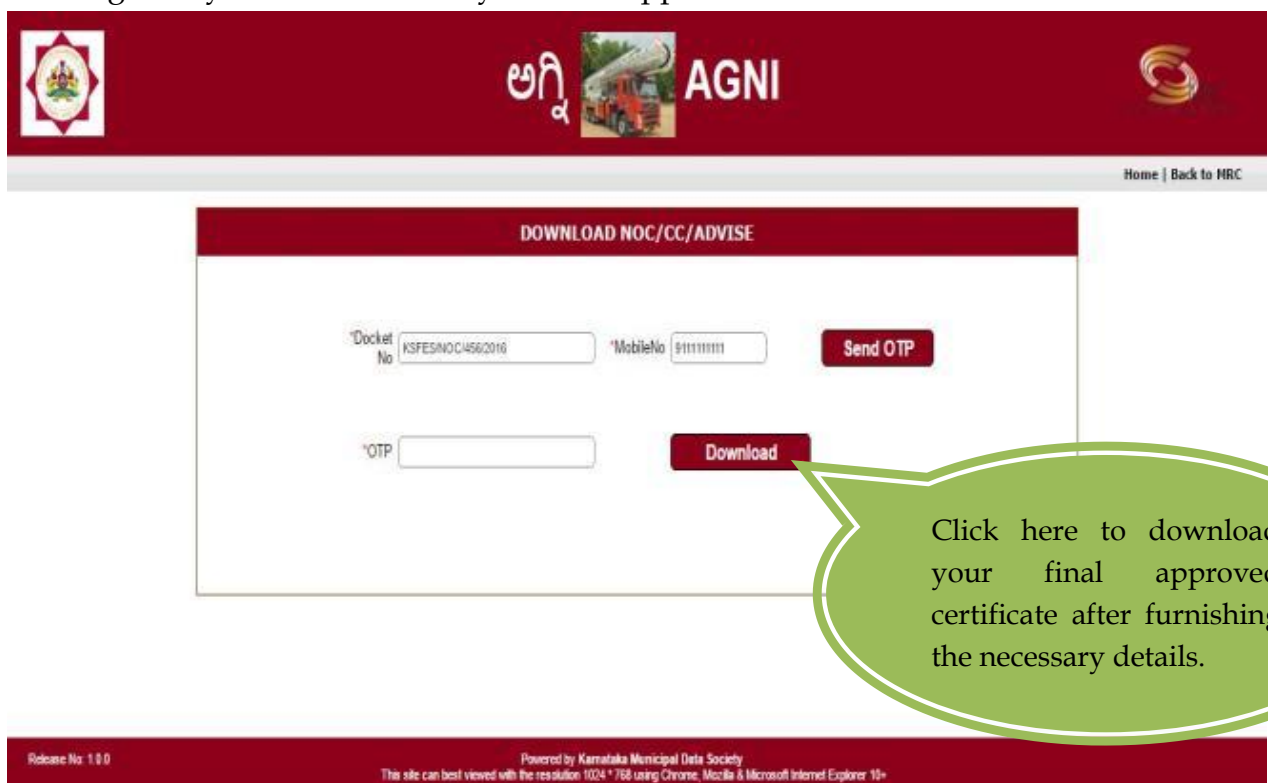 ಅಗ್ನಿ AGNI
Home | Back to MRC
DOWNLOAD NOC/CC/ADVISE
*Docket No KSFES/NOC/456/2016 *MobileNo 9111111111 Send OTP
*OTP Download
Click here to download
your final approved
certificate after furnishing
the necessary details.
Release No: 1.0.0
Powered by Karnataka Municipal Data Society
This site can best viewed with the resolution 1024 * 768 using Chrome, Mozilla & Microsoft Internet Explorer 10+